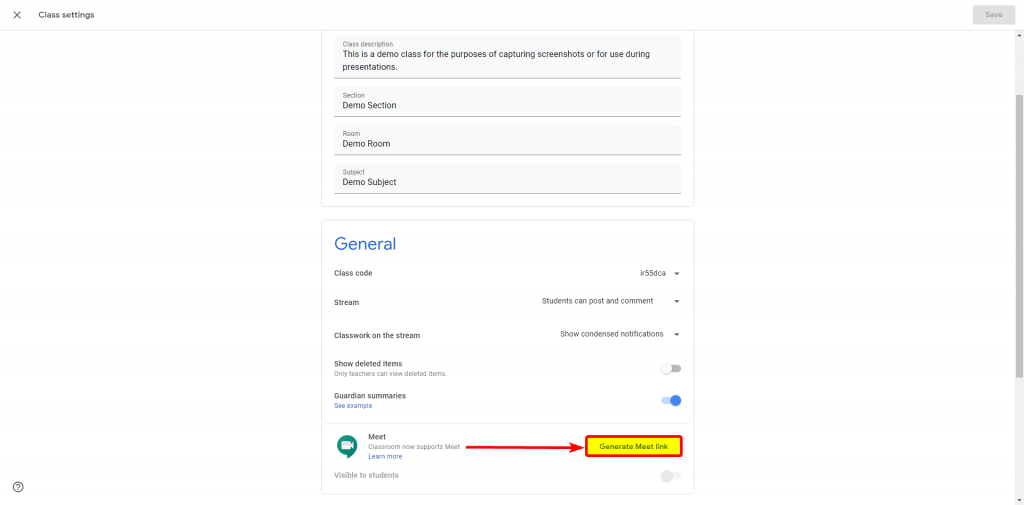 Class settings
Save
Class description
This is a demo class for the purposes of capturing screenshots or for use during
presentations.
Section
Demo Section
Room
Demo Room
Subject
Demo Subject
General
Class code
ir55dca
Stream
Students can post and comment
Classwork on the stream
Show condensed notifications
Show deleted items
Only teachers can view deleted items.
Guardian summaries
See example
Meet
Classroom now supports Meet
Generate Meet link
Learn more
Visible to students